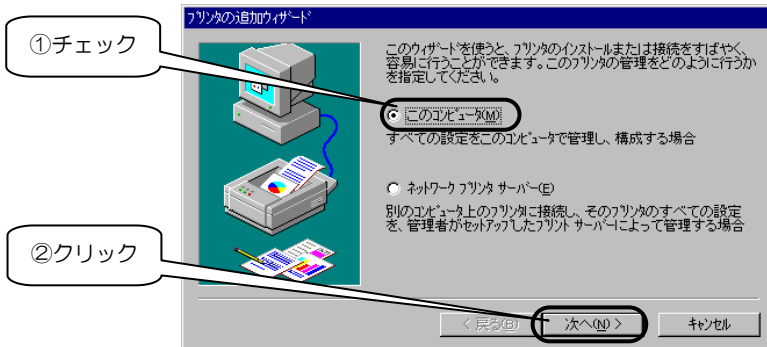 プリンタの追加ウィザード
①チェック
このウィザードを使うと、プリンタのインストールまたは接続をすばやく、
容易に行うことができます。このプリンタの管理をどのように行うか
を指定してください。
このコンピュータ(M)
すべての設定をこのコンピュータで管理し、構成する場合
ネットワーク プリンタ サーバー(E)
別のコンピュータ上のプリンタに接続し、そのプリンタのすべての設定
を、管理者がセットアップしたプリント サーバーによって管理する場合
②クリック
< 戻る(B)
次へ(N) >
キャンセル